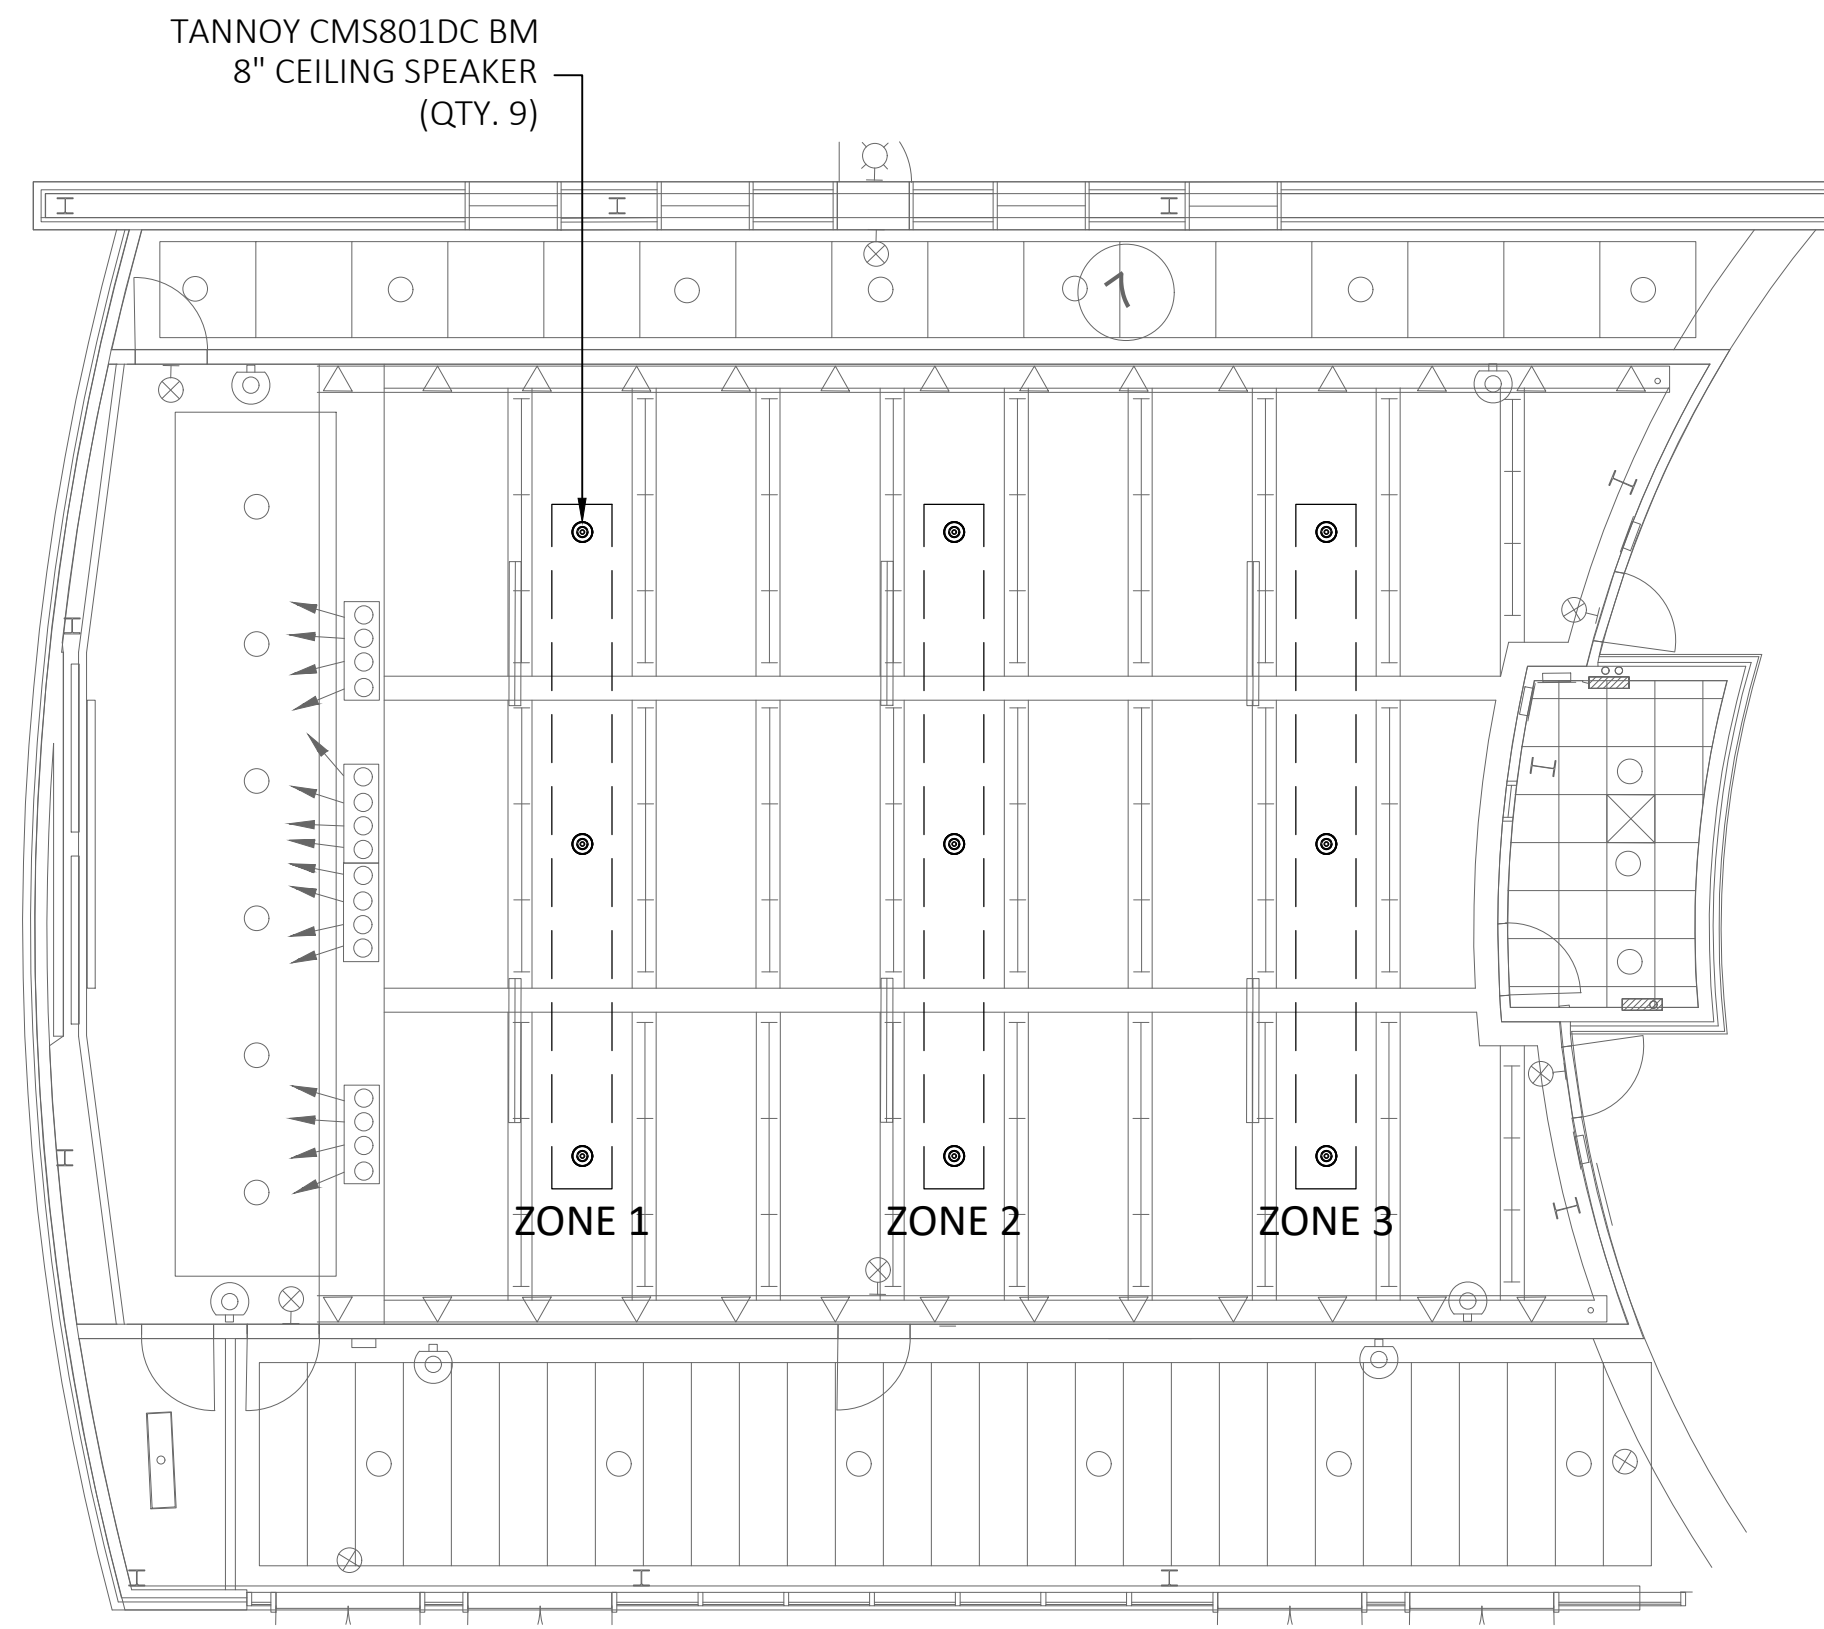 TANNOY CMS801DC BM
8" CEILING SPEAKER
(QTY. 9)
ZONE 1
ZONE 2
ZONE 3